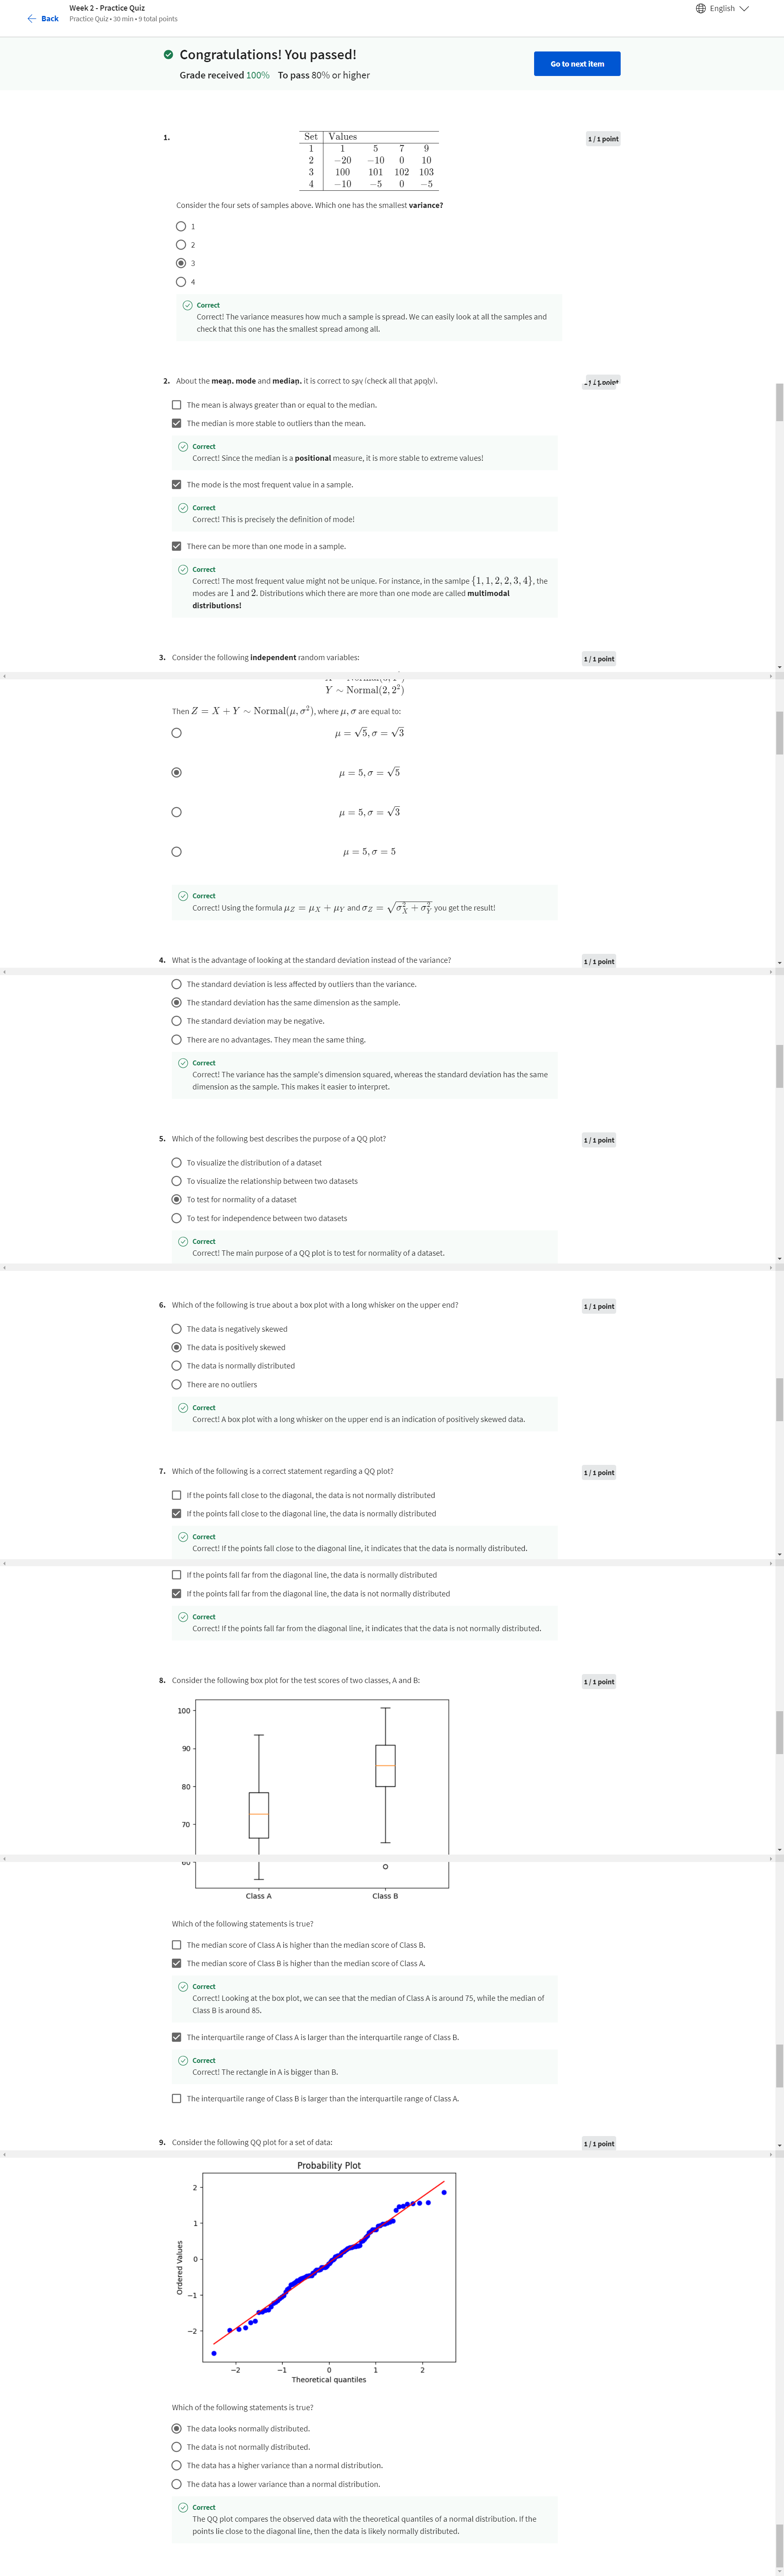 Week 2 - Practice Quiz
Back
Practice Quiz • 30 min • 9 total points
English
Congratulations! You passed!
Grade received 100% To pass 80% or higher
Go to next item
1.
1 / 1 point
Set Values
1 1 5 7 9
2 −20 −10 0 10
3 100 101 102 103
4 −10 −5 0 −5
Consider the four sets of samples above. Which one has the smallest variance?
1
2
3
4
Correct
Correct! The variance measures how much a sample is spread. We can easily look at all the samples and
check that this one has the smallest spread among all.
2. About the mean, mode and median, it is correct to say (check all that apply).
1 / 1 point
The mean is always greater than or equal to the median.
The median is more stable to outliers than the mean.
Correct
Correct! Since the median is a positional measure, it is more stable to extreme values!
The mode is the most frequent value in a sample.
Correct
Correct! This is precisely the definition of mode!
There can be more than one mode in a sample.
Correct
Correct! The most frequent value might not be unique. For instance, in the samlpe {1, 1, 2, 2, 3, 4}, the
modes are 1 and 2. Distributions which there are more than one mode are called multimodal
distributions!
3. Consider the following independent random variables:
1 / 1 point
Y ∼ Normal(2, 2²)
Then Z = X + Y ∼ Normal(μ, σ²), where μ, σ are equal to:
μ = √5, σ = √3
μ = 5, σ = √5
μ = 5, σ = √3
μ = 5, σ = 5
Correct
Correct! Using the formula μ_Z = μ_X + μ_Y and σ_Z = √(σ²_X + σ²_Y) you get the result!
4. What is the advantage of looking at the standard deviation instead of the variance?
1 / 1 point
The standard deviation is less affected by outliers than the variance.
The standard deviation has the same dimension as the sample.
The standard deviation may be negative.
There are no advantages. They mean the same thing.
Correct
Correct! The variance has the sample's dimension squared, whereas the standard deviation has the same
dimension as the sample. This makes it easier to interpret.
5. Which of the following best describes the purpose of a QQ plot?
1 / 1 point
To visualize the distribution of a dataset
To visualize the relationship between two datasets
To test for normality of a dataset
To test for independence between two datasets
Correct
Correct! The main purpose of a QQ plot is to test for normality of a dataset.
6. Which of the following is true about a box plot with a long whisker on the upper end?
1 / 1 point
The data is negatively skewed
The data is positively skewed
The data is normally distributed
There are no outliers
Correct
Correct! A box plot with a long whisker on the upper end is an indication of positively skewed data.
7. Which of the following is a correct statement regarding a QQ plot?
1 / 1 point
If the points fall close to the diagonal, the data is not normally distributed
If the points fall close to the diagonal line, the data is normally distributed
Correct
Correct! If the points fall close to the diagonal line, it indicates that the data is normally distributed.
If the points fall far from the diagonal line, the data is normally distributed
If the points fall far from the diagonal line, the data is not normally distributed
Correct
Correct! If the points fall far from the diagonal line, it indicates that the data is not normally distributed.
8. Consider the following box plot for the test scores of two classes, A and B:
1 / 1 point
100
90
80
70
60
Class A Class B
Which of the following statements is true?
The median score of Class A is higher than the median score of Class B.
The median score of Class B is higher than the median score of Class A.
Correct
Correct! Looking at the box plot, we can see that the median of Class A is around 75, while the median of
Class B is around 85.
The interquartile range of Class A is larger than the interquartile range of Class B.
Correct
Correct! The rectangle in A is bigger than B.
The interquartile range of Class B is larger than the interquartile range of Class A.
9. Consider the following QQ plot for a set of data:
1 / 1 point
Probability Plot
Ordered Values
2
1
0
−1
−2
−2 −1 0 1 2
Theoretical quantiles
Which of the following statements is true?
The data looks normally distributed.
The data is not normally distributed.
The data has a higher variance than a normal distribution.
The data has a lower variance than a normal distribution.
Correct
The QQ plot compares the observed data with the theoretical quantiles of a normal distribution. If the
points lie close to the diagonal line, then the data is likely normally distributed.